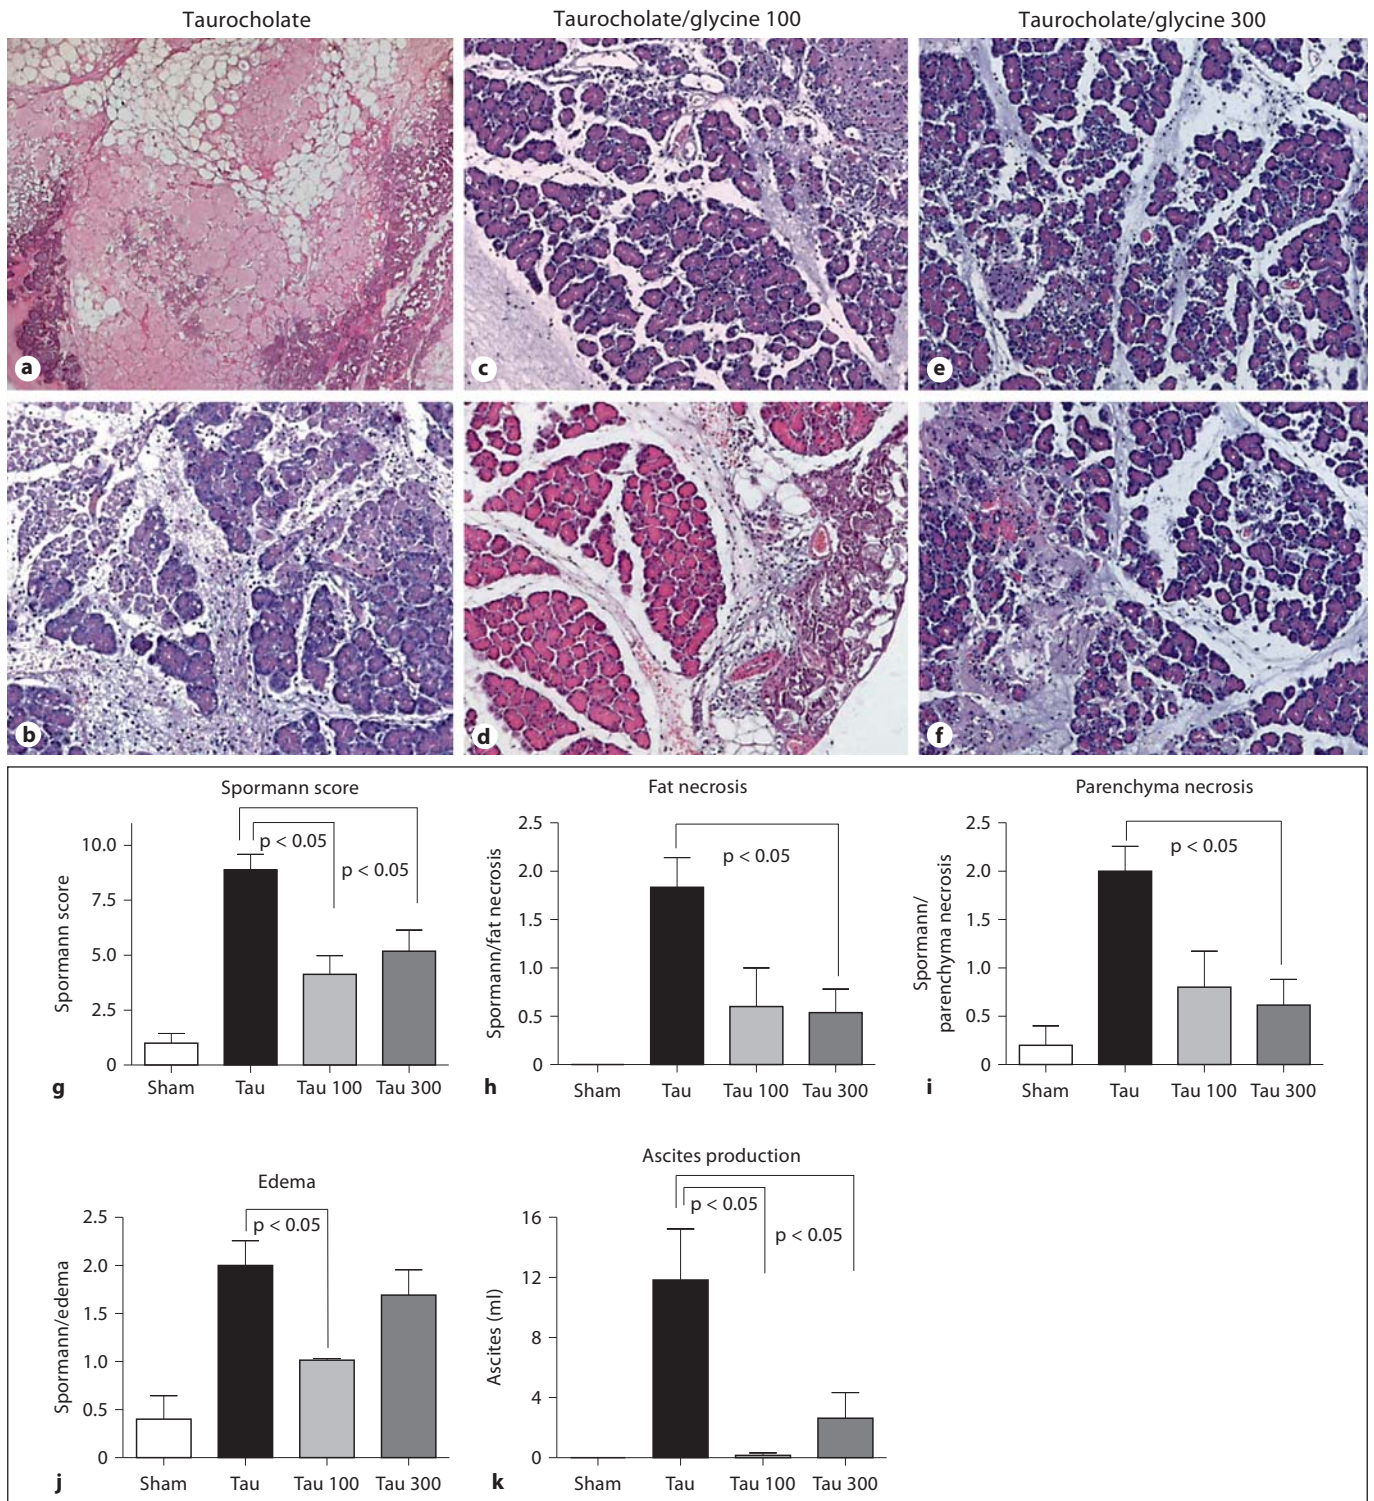 Taurocholate
Taurocholate/glycine 100
Taurocholate/glycine 300
a
c
e
b
d
f
Spormann score
Spormann score
10.0
7.5
5.0
2.5
0
p < 0.05
p < 0.05
Sham
Tau
Tau 100
Tau 300
g
Fat necrosis
Spormann/fat necrosis
2.5
2.0
1.5
1.0
0.5
0
p < 0.05
Sham
Tau
Tau 100
Tau 300
h
Parenchyma necrosis
Spormann/
parenchyma necrosis
2.5
2.0
1.5
1.0
0.5
0
p < 0.05
Sham
Tau
Tau 100
Tau 300
i
Edema
Spormann/edema
2.5
2.0
1.5
1.0
0.5
0
p < 0.05
Sham
Tau
Tau 100
Tau 300
j
Ascites production
Ascites (ml)
16
12
8
4
0
p < 0.05
p < 0.05
Sham
Tau
Tau 100
Tau 300
k